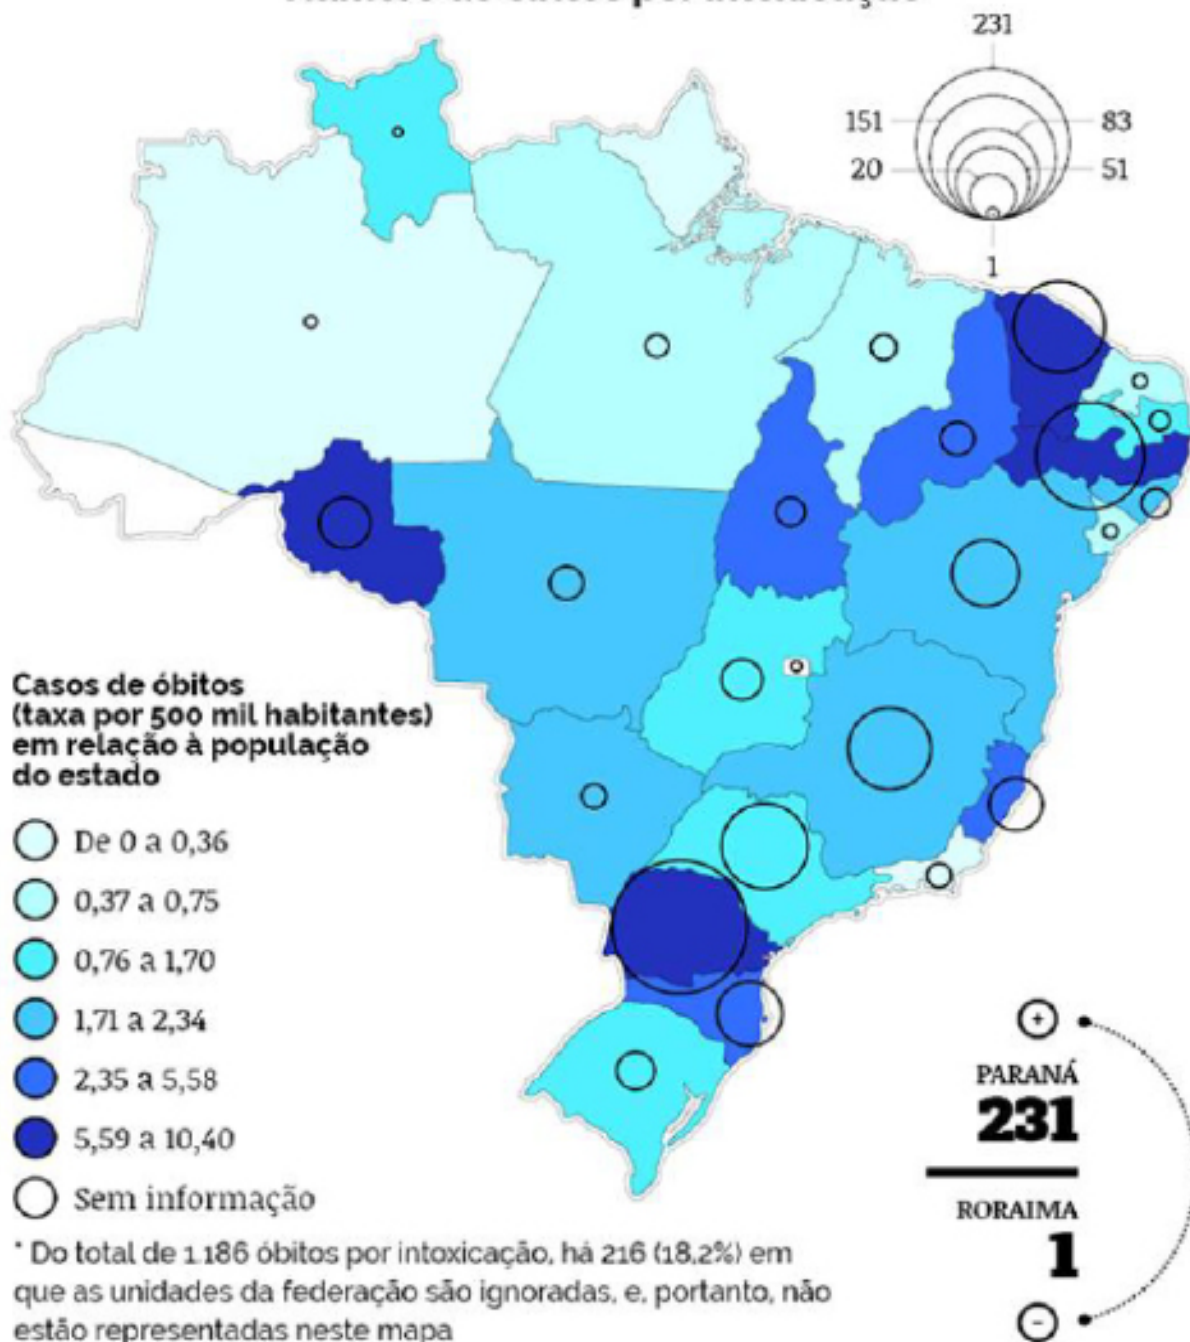 231
151
83
20
51
1
Casos de óbitos
(taxa por 500 mil habitantes)
em relação à população
do estado
De 0 a 0,36
0,37 a 0,75
0,76 a 1,70
1,71 a 2,34
2,35 a 5,58
5,59 a 10,40
Sem informação
* Do total de 1.186 óbitos por intoxicação, há 216 (18,2%) em
que as unidades da federação são ignoradas, e, portanto, não
estão representadas neste mapa
+
PARANÁ
231
RORAIMA
1
−